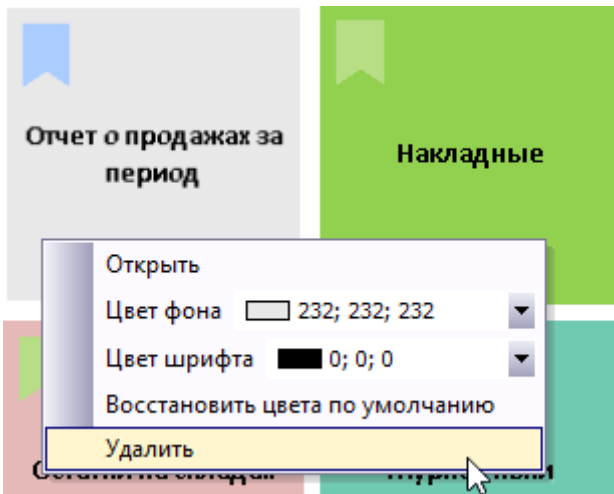 Отчет о продажах за
период
Накладные
Открыть
Цвет фона 232; 232; 232
Цвет шрифта 0; 0; 0
Восстановить цвета по умолчанию
Удалить